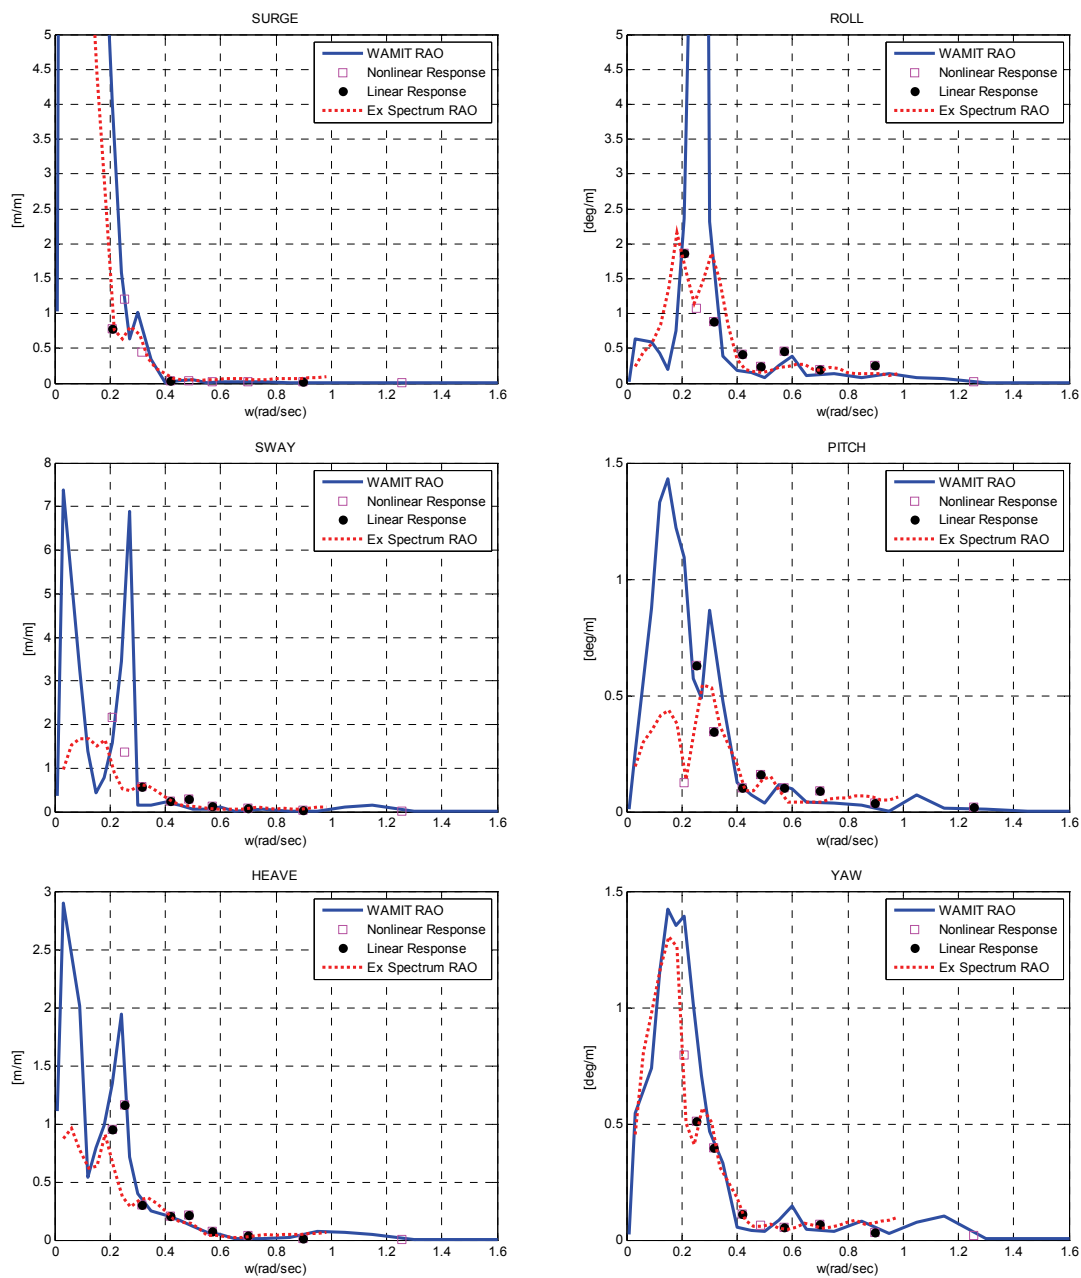 SURGE
5
4.5
4
3.5
3
2.5
2
1.5
1
0.5
0
[m/m]
0 0.2 0.4 0.6 0.8 1 1.2 1.4 1.6
w(rad/sec)
WAMIT RAO
Nonlinear Response
Linear Response
Ex Spectrum RAO
ROLL
5
4.5
4
3.5
3
2.5
2
1.5
1
0.5
0
[deg/m]
0 0.2 0.4 0.6 0.8 1 1.2 1.4 1.6
w(rad/sec)
WAMIT RAO
Nonlinear Response
Linear Response
Ex Spectrum RAO
SWAY
8
7
6
5
4
3
2
1
0
[m/m]
0 0.2 0.4 0.6 0.8 1 1.2 1.4 1.6
w(rad/sec)
WAMIT RAO
Nonlinear Response
Linear Response
Ex Spectrum RAO
PITCH
1.5
1
0.5
0
[deg/m]
0 0.2 0.4 0.6 0.8 1 1.2 1.4 1.6
w(rad/sec)
WAMIT RAO
Nonlinear Response
Linear Response
Ex Spectrum RAO
HEAVE
3
2.5
2
1.5
1
0.5
0
[m/m]
0 0.2 0.4 0.6 0.8 1 1.2 1.4 1.6
w(rad/sec)
WAMIT RAO
Nonlinear Response
Linear Response
Ex Spectrum RAO
YAW
1.5
1
0.5
0
[deg/m]
0 0.2 0.4 0.6 0.8 1 1.2 1.4 1.6
w(rad/sec)
WAMIT RAO
Nonlinear Response
Linear Response
Ex Spectrum RAO